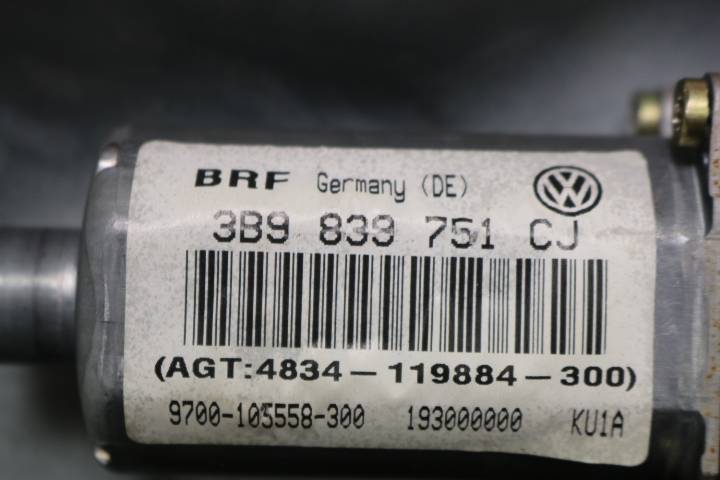 BRF Germany (DE)
3B9 839 751 CJ
(AGT:4834-119884-300)
9700-105558-300 193000000 KU1A